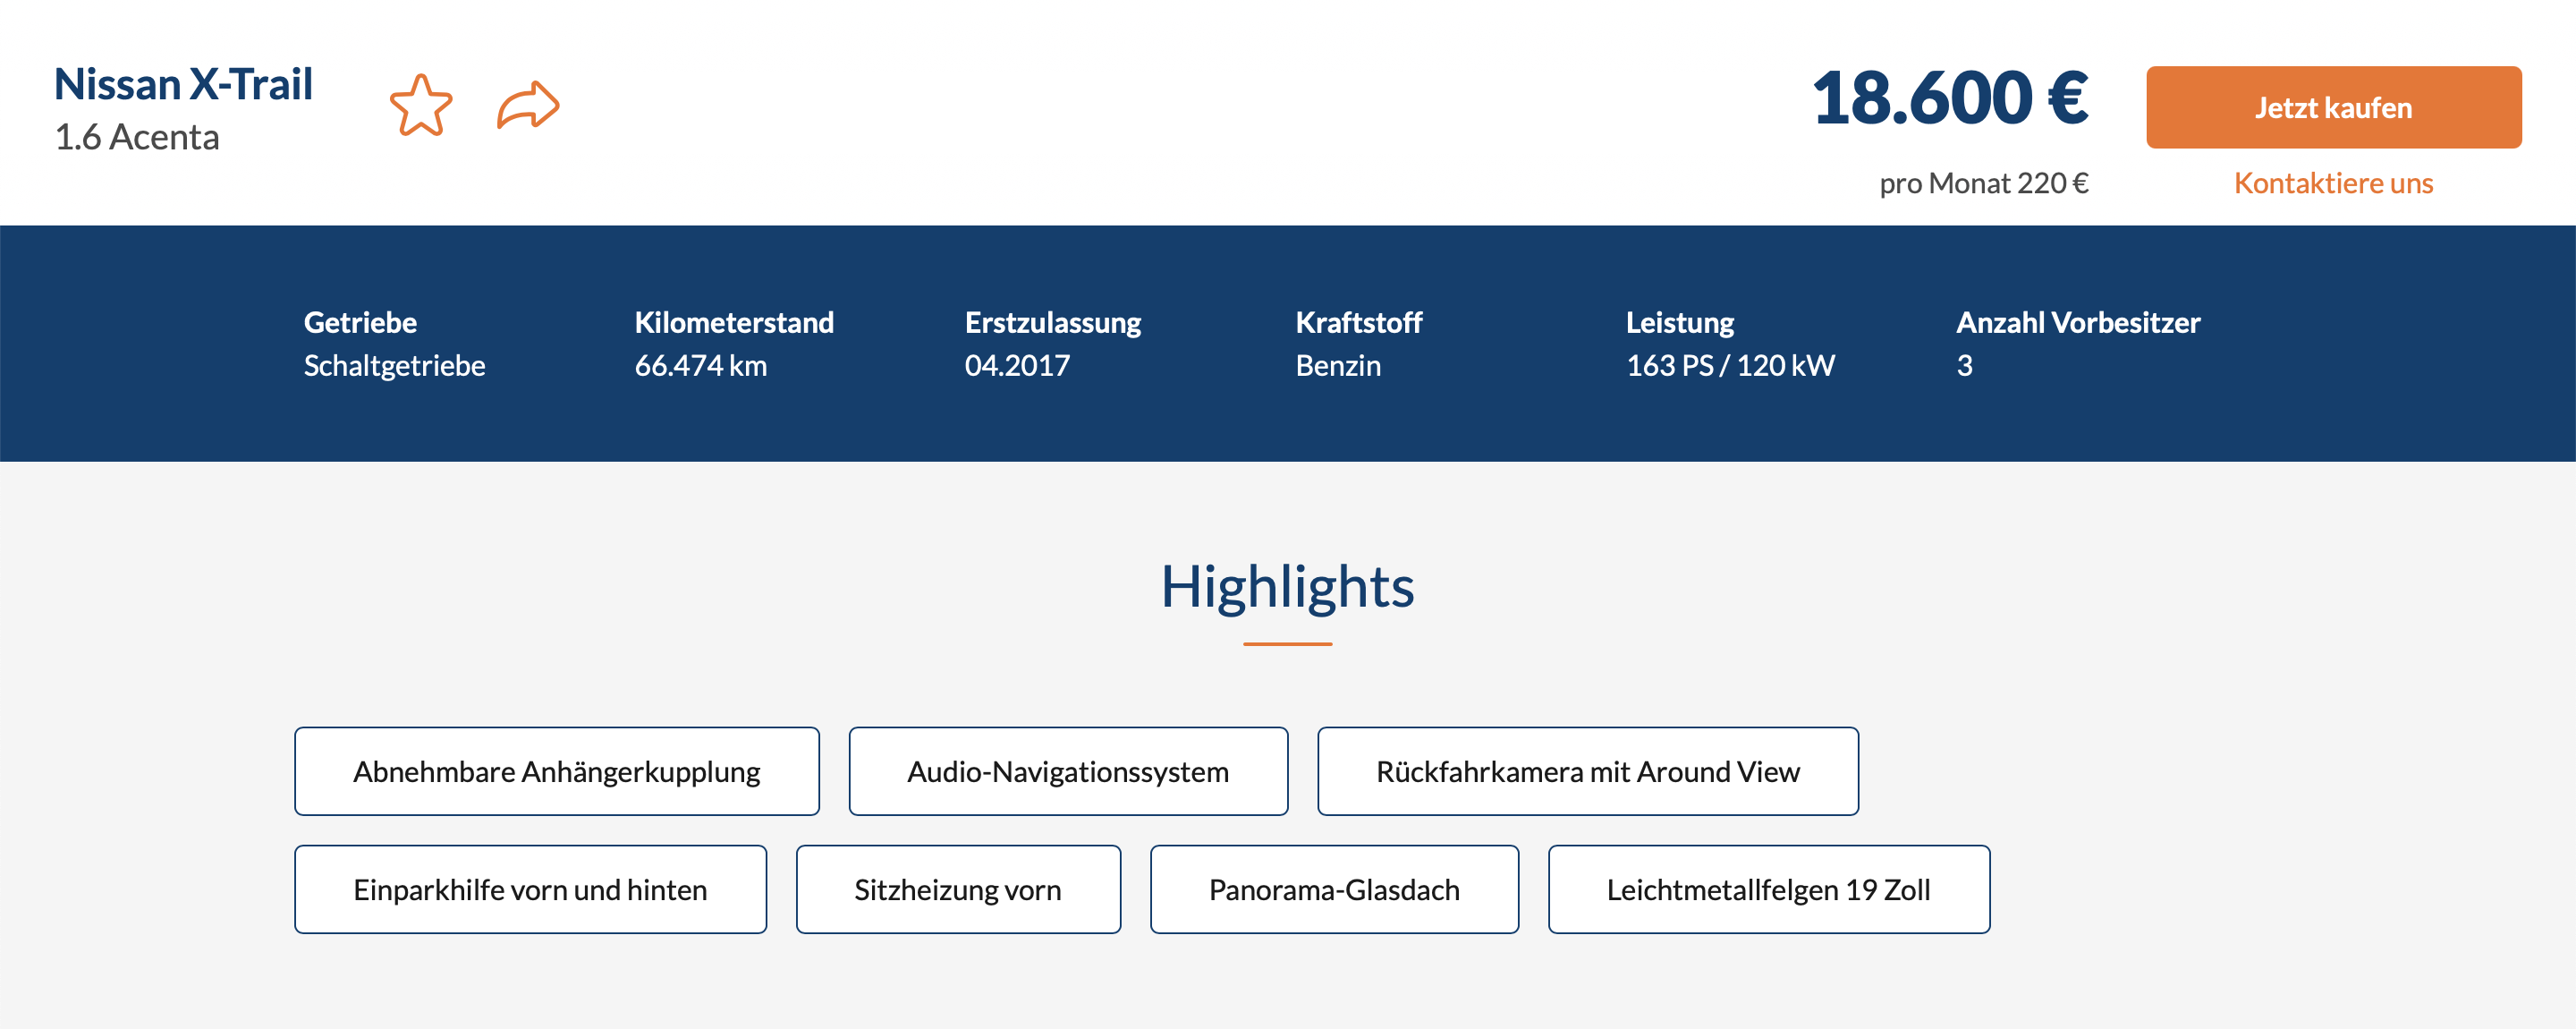 Nissan X-Trail
1.6 Acenta
18.600 €
pro Monat 220 €
Jetzt kaufen
Kontaktiere uns
Getriebe
Schaltgetriebe
Kilometerstand
66.474 km
Erstzulassung
04.2017
Kraftstoff
Benzin
Leistung
163 PS / 120 kW
Anzahl Vorbesitzer
3
Highlights
Abnehmbare Anhängerkupplung
Audio-Navigationssystem
Rückfahrkamera mit Around View
Einparkhilfe vorn und hinten
Sitzheizung vorn
Panorama-Glasdach
Leichtmetallfelgen 19 Zoll